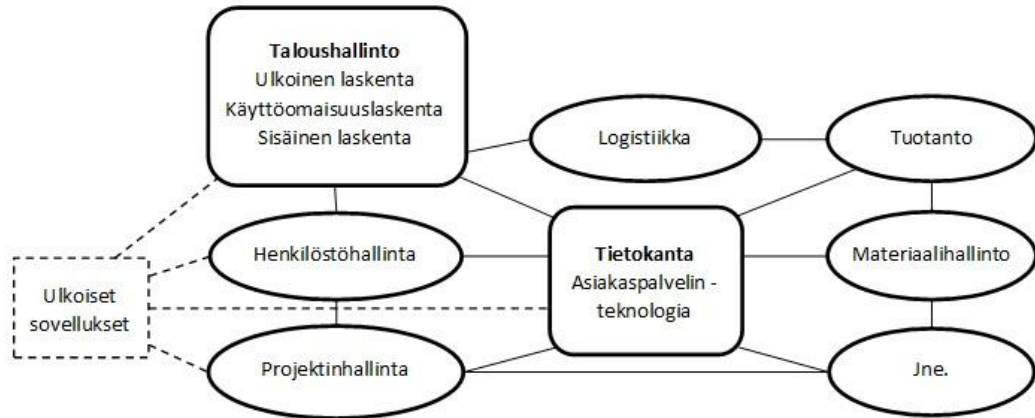 Taloushallinto
Ulkoinen laskenta
Käyttöomaisuuslaskenta
Sisäinen laskenta
Logistiikka
Tuotanto
Henkilöstöhallinta
Tietokanta
Asiakaspalvelin -
teknologia
Materiaalihallinto
Ulkoiset
sovellukset
Projektinhallinta
Jne.